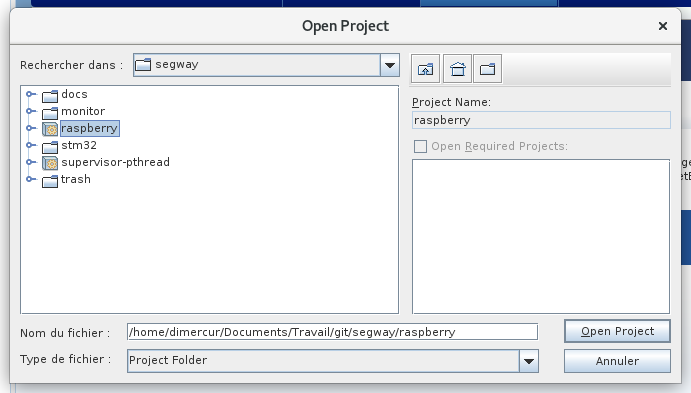 Open Project
Rechercher dans :
segway
docs
monitor
raspberry
stm32
supervisor-pthread
trash
Project Name:
raspberry
Open Required Projects:
Nom du fichier :
/home/dimercur/Documents/Travail/git/segway/raspberry
Open Project
Type de fichier :
Project Folder
Annuler